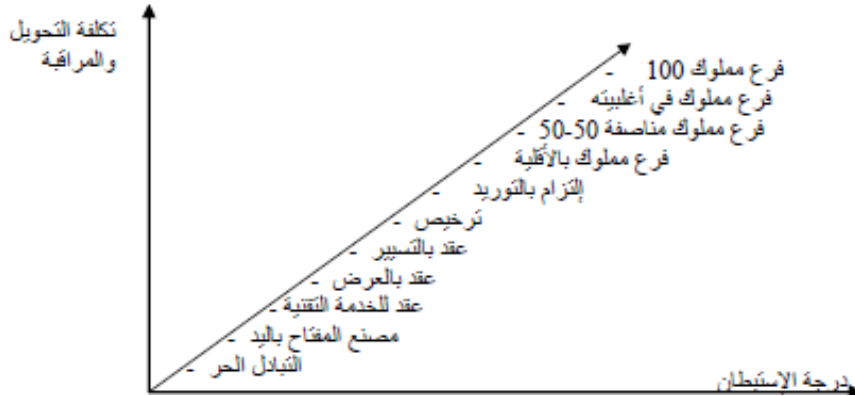 تكلفة التحويل
والمراقبة
فرع مملوك 100 -
فرع مملوك في أغلبيته -
فرع مملوك مناصفة 50-50 -
فرع مملوك بالأقلية -
إلتزام بالتوريد -
ترخيص -
عقد بالتسيير -
عقد بالعرض -
عقد للخدمة التقنية -
مصنع المفتاح باليد -
التبادل الحر -
درجة الإستبطان